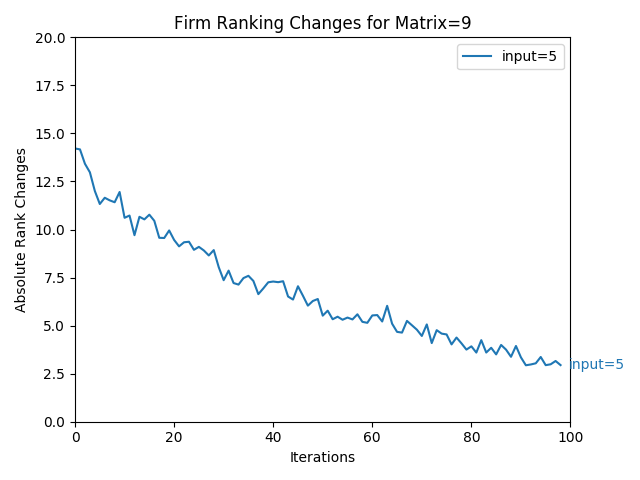 Firm Ranking Changes for Matrix=9
20.0
17.5
15.0
12.5
10.0
7.5
5.0
2.5
0.0
Absolute Rank Changes
input=5
input=5
0 20 40 60 80 100
Iterations